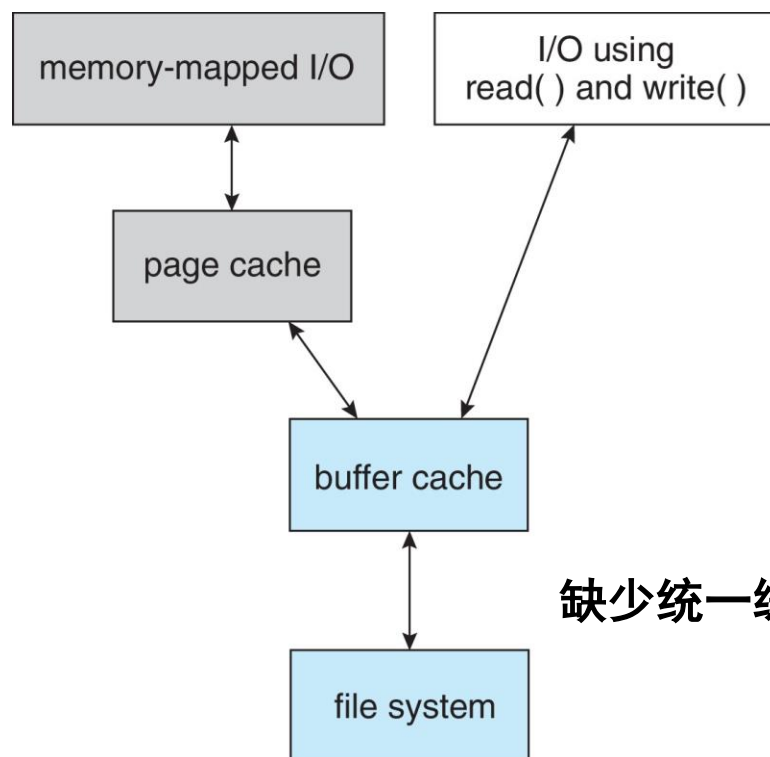 memory-mapped I/O
I/O using
read( ) and write( )
page cache
buffer cache
缺少统一
file system